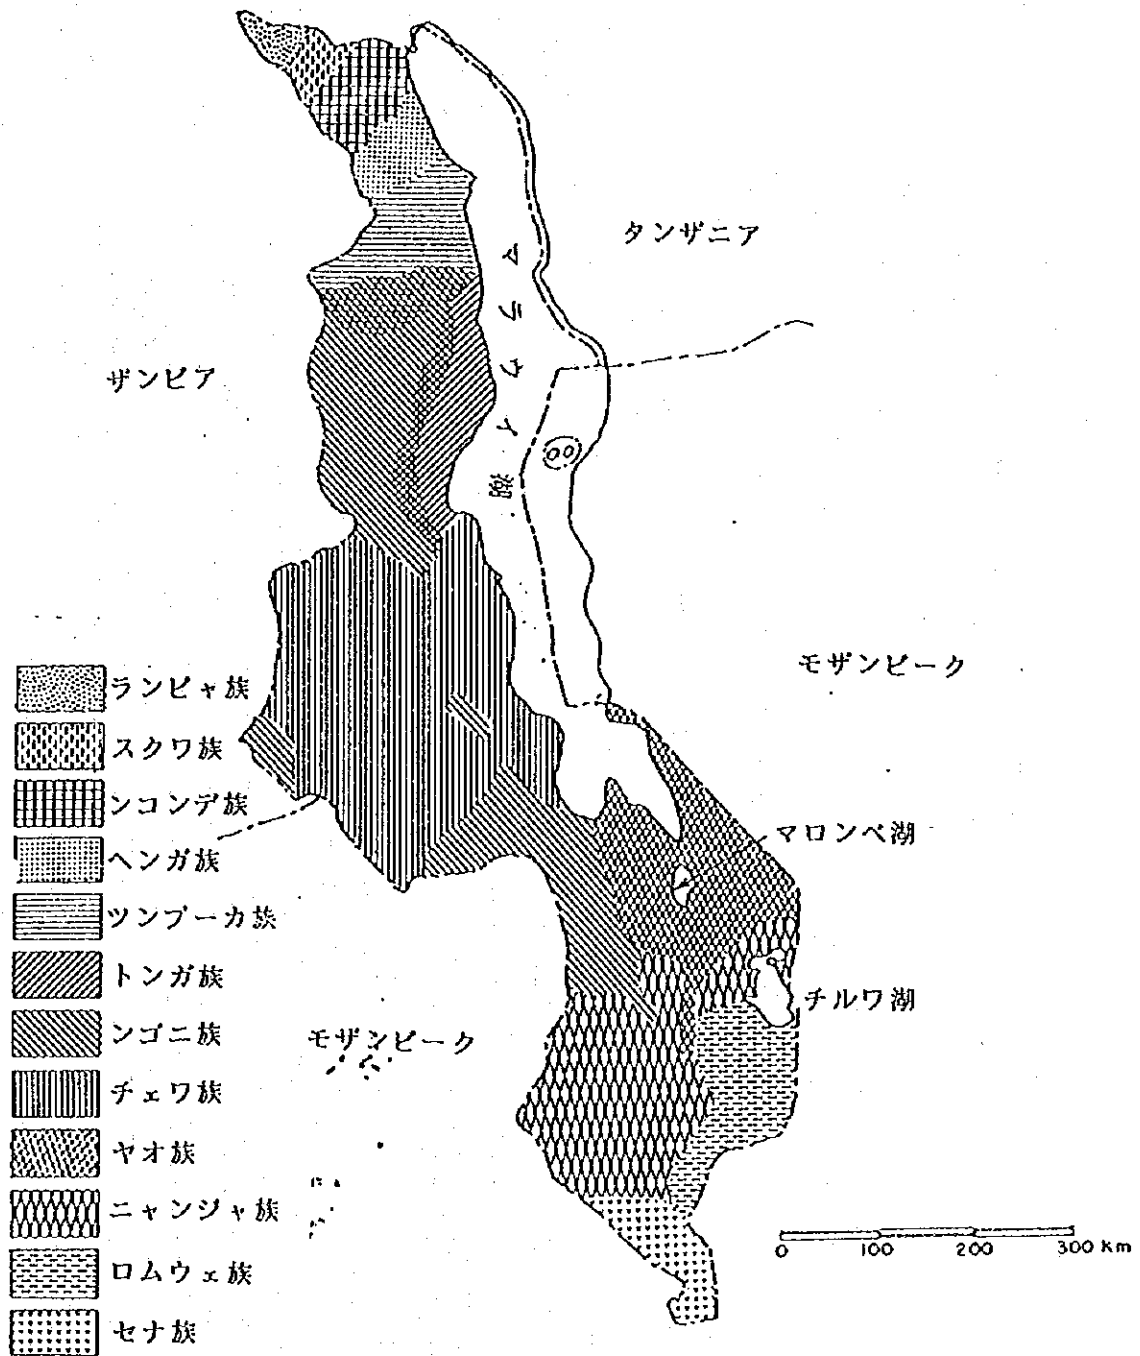 タンザニア
マラウイ湖
ザンビア
モザンビーク
ランビャ族
スクワ族
ンコンデ族
ヘンガ族
ツンブーカ族
トンガ族
ンゴニ族
チェワ族
ヤオ族
ニャンジャ族
ロムウェ族
セナ族
マロンベ湖
チルワ湖
モザンビーク
0 100 200 300 km